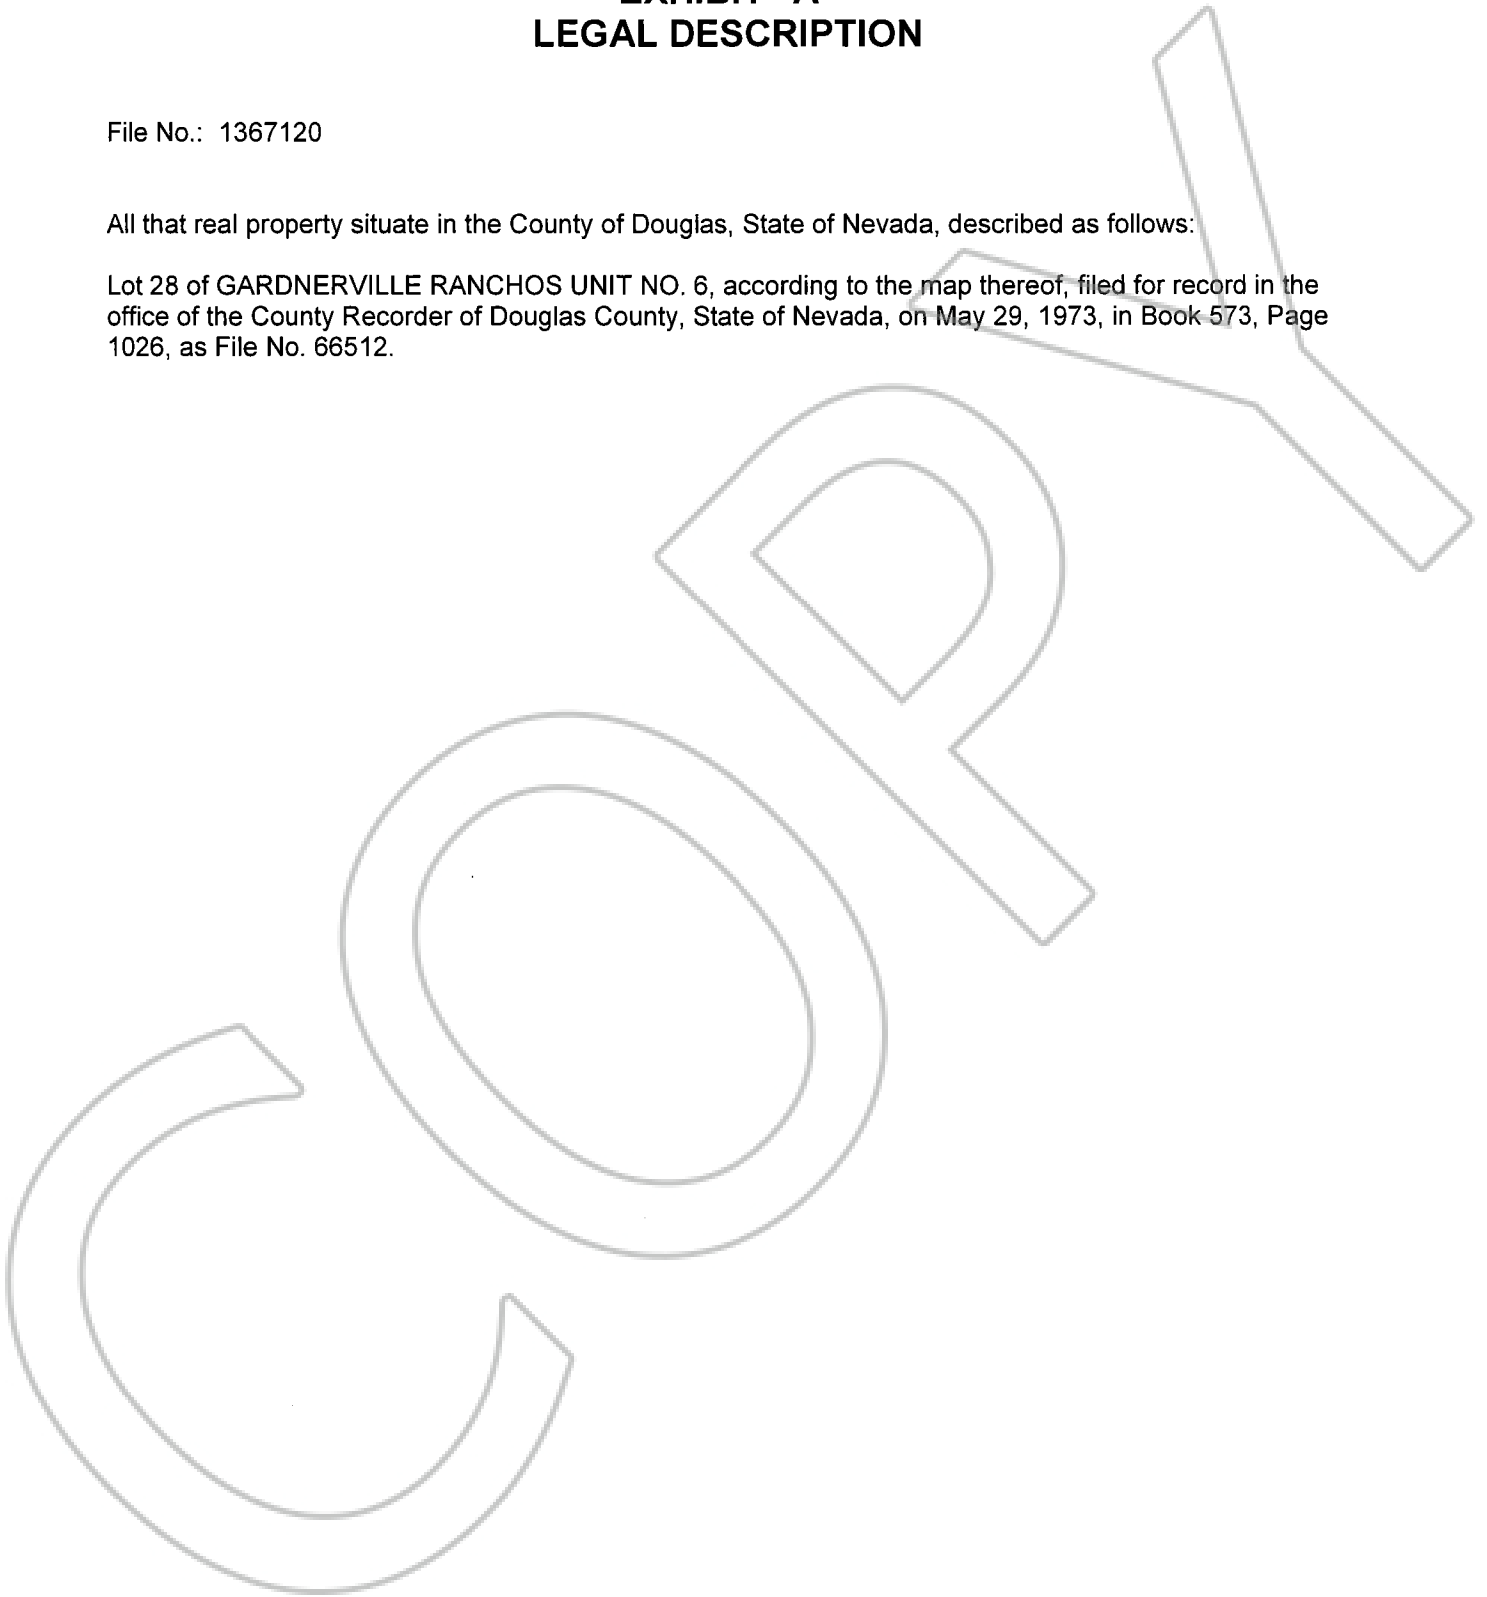 EXHIBIT "A"
LEGAL DESCRIPTION
File No.: 1367120
All that real property situate in the County of Douglas, State of Nevada, described as follows:
Lot 28 of GARDNERVILLE RANCHOS UNIT NO. 6, according to the map thereof, filed for record in the
office of the County Recorder of Douglas County, State of Nevada, on May 29, 1973, in Book 573, Page
1026, as File No. 66512.
COPY